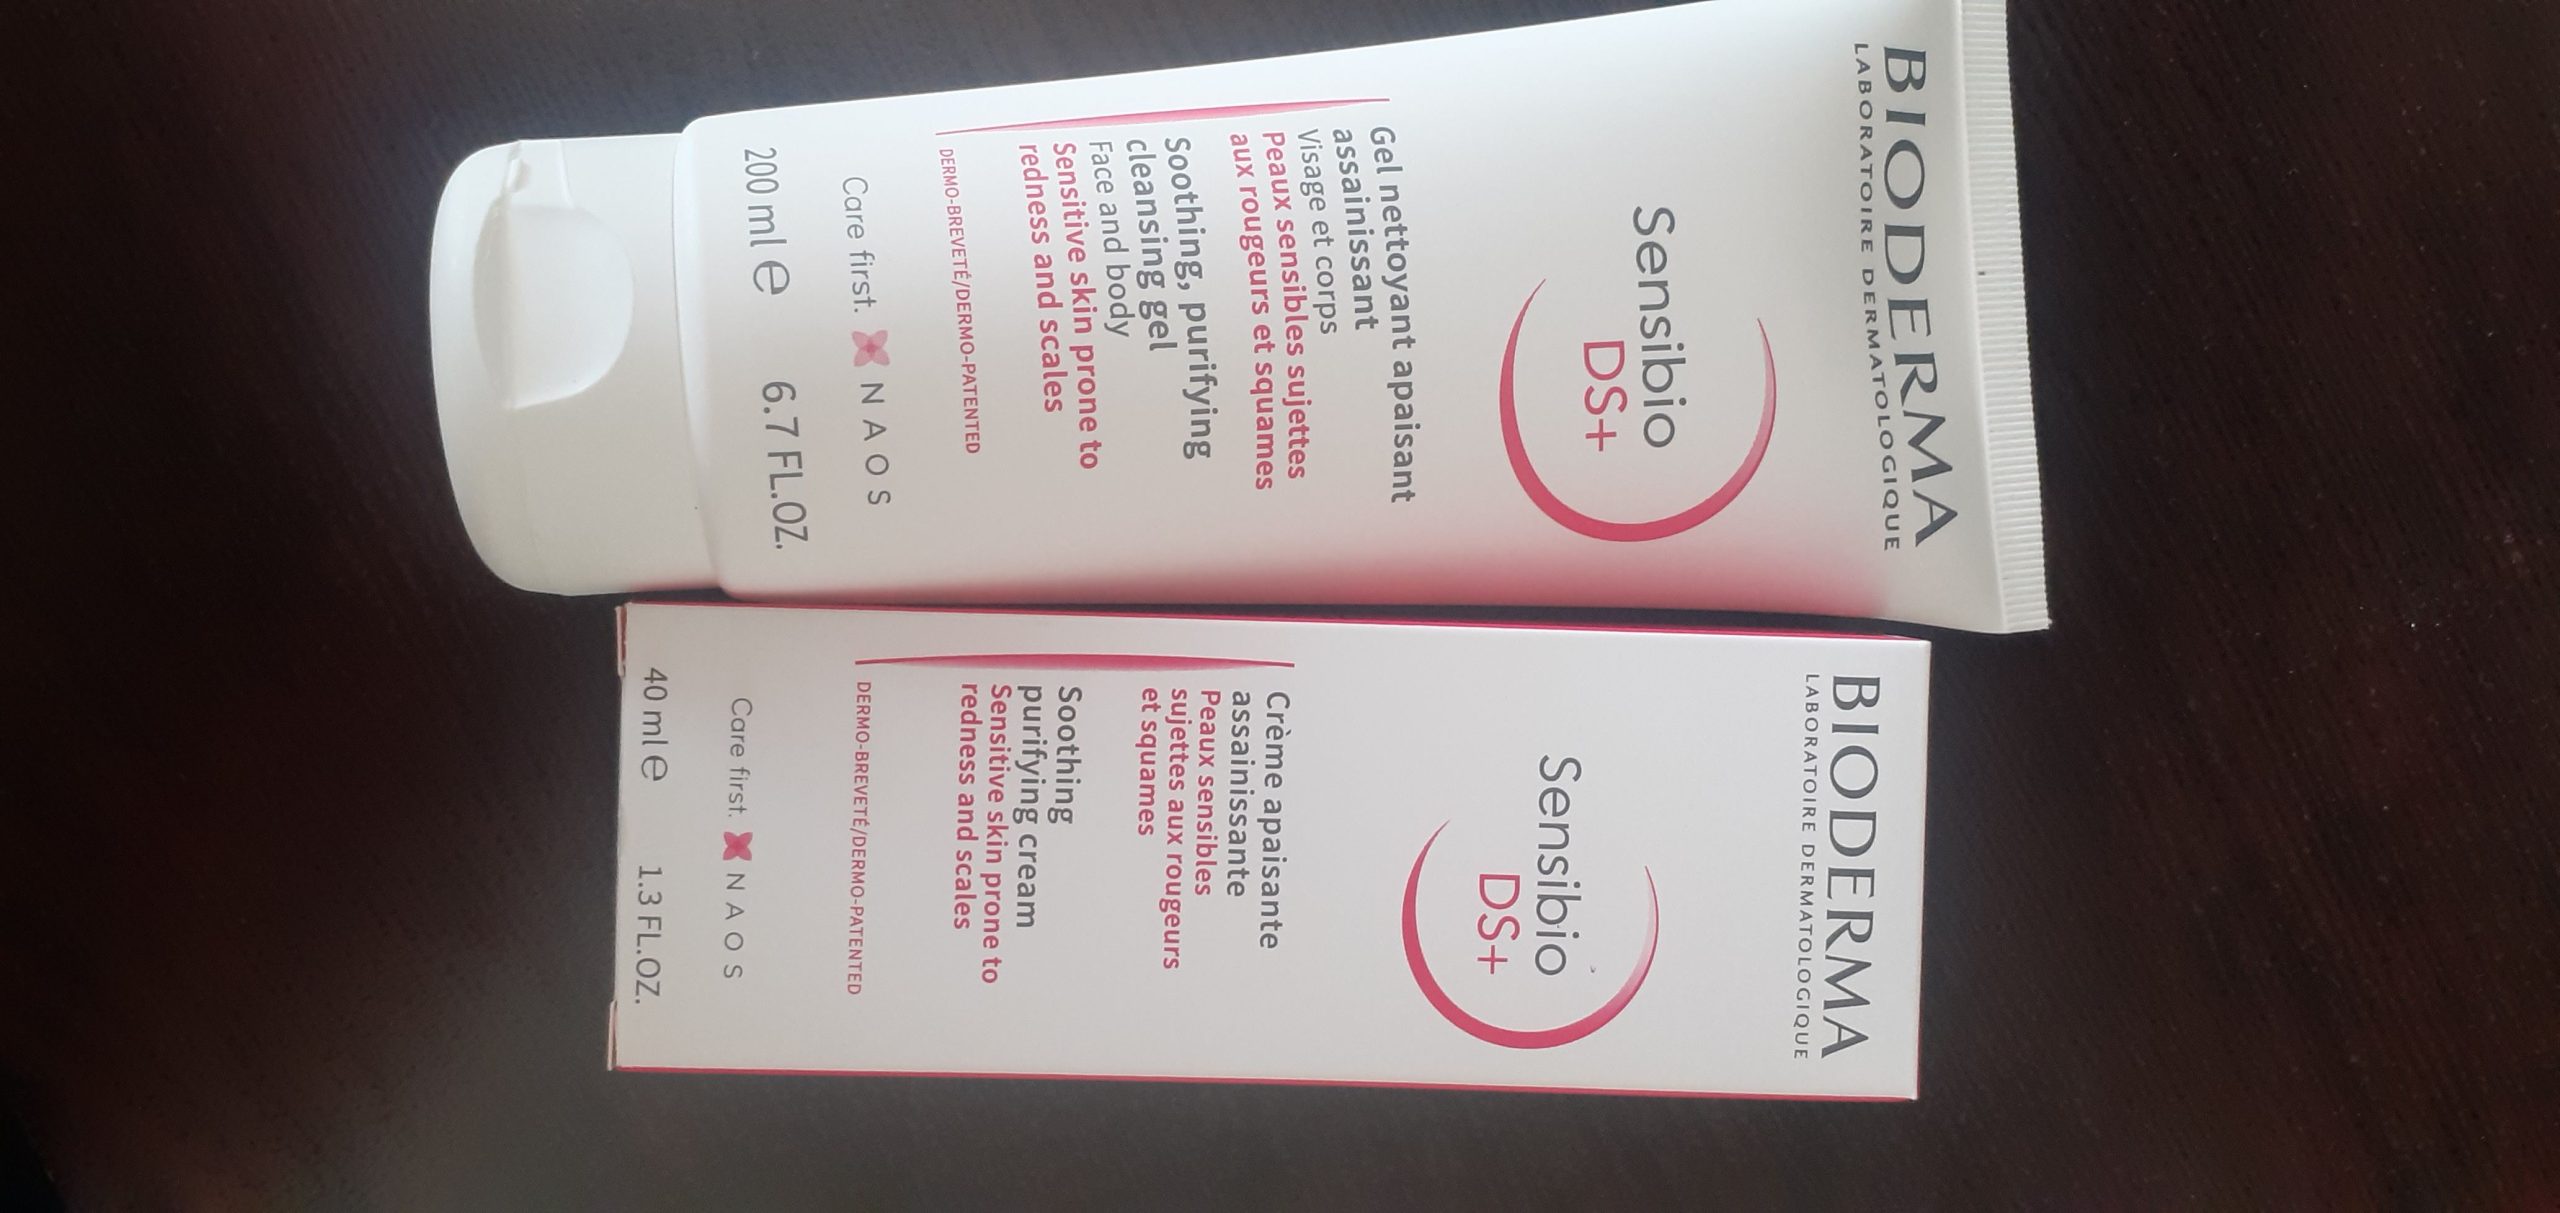 BIODERMA
LABORATOIRE DERMATOLOGIQUE
Sensibio
DS+
Gel nettoyant apaisant
assainissant
Visage et corps
Peaux sensibles sujettes
aux rougeurs et squames
Soothing, purifying
cleansing gel
Face and body
Sensitive skin prone to
redness and scales
DERMO-BREVETÉ/DERMO-PATENTED
Care first. NAOS
200 ml e 6.7 FL.OZ.
BIODERMA
LABORATOIRE DERMATOLOGIQUE
Sensibio
DS+
Crème apaisante
assainissante
Peaux sensibles
sujettes aux rougeurs
et squames
Soothing
purifying cream
Sensitive skin prone to
redness and scales
DERMO-BREVETÉ/DERMO-PATENTED
Care first. NAOS
40 ml e 1.3 FL.OZ.